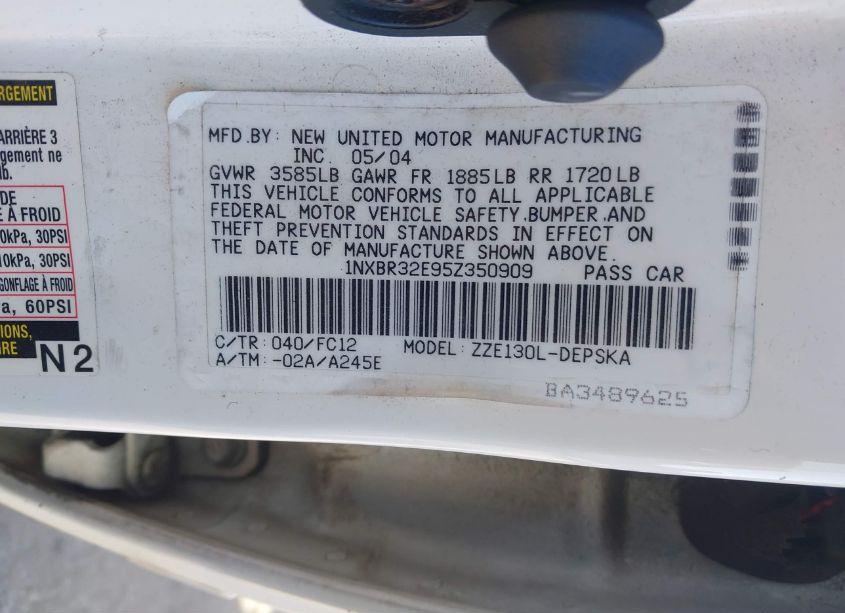 RGEMENT
ARRIÈRE 3
gement ne
lb.
DE
E À FROID
0kPa, 30PSI
10kPa, 30PSI
GONFLAGE À FROID
a, 60PSI
IONS,
IRE
N2
MFD.BY: NEW UNITED MOTOR MANUFACTURING
INC. 05/04
GVWR 3585LB GAWR FR 1885LB RR 1720LB
THIS VEHICLE CONFORMS TO ALL APPLICABLE
FEDERAL MOTOR VEHICLE SAFETY.BUMPER.AND
THEFT PREVENTION STANDARDS IN EFFECT ON
THE DATE OF MANUFACTURE SHOWN ABOVE.
1NXBR32E95Z350909 PASS CAR
C/TR: 040/FC12 MODEL: ZZE130L-DEPSKA
A/TM: -02A/A245E
BA3489625